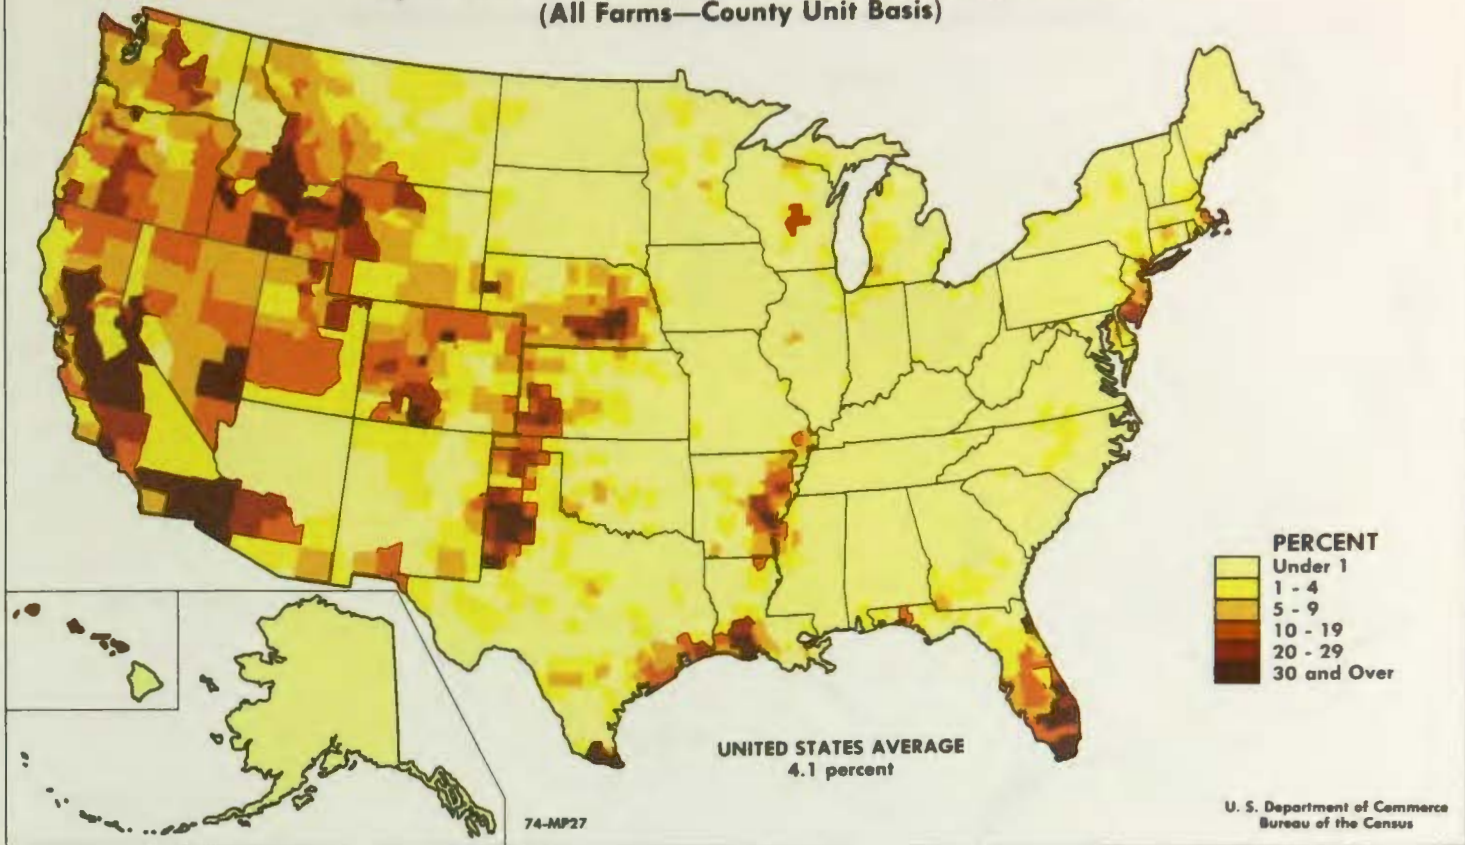 (All Farms—County Unit Basis)
PERCENT
Under 1
1 - 4
5 - 9
10 - 19
20 - 29
30 and Over
UNITED STATES AVERAGE
4.1 percent
74-MP27
U. S. Department of Commerce
Bureau of the Census